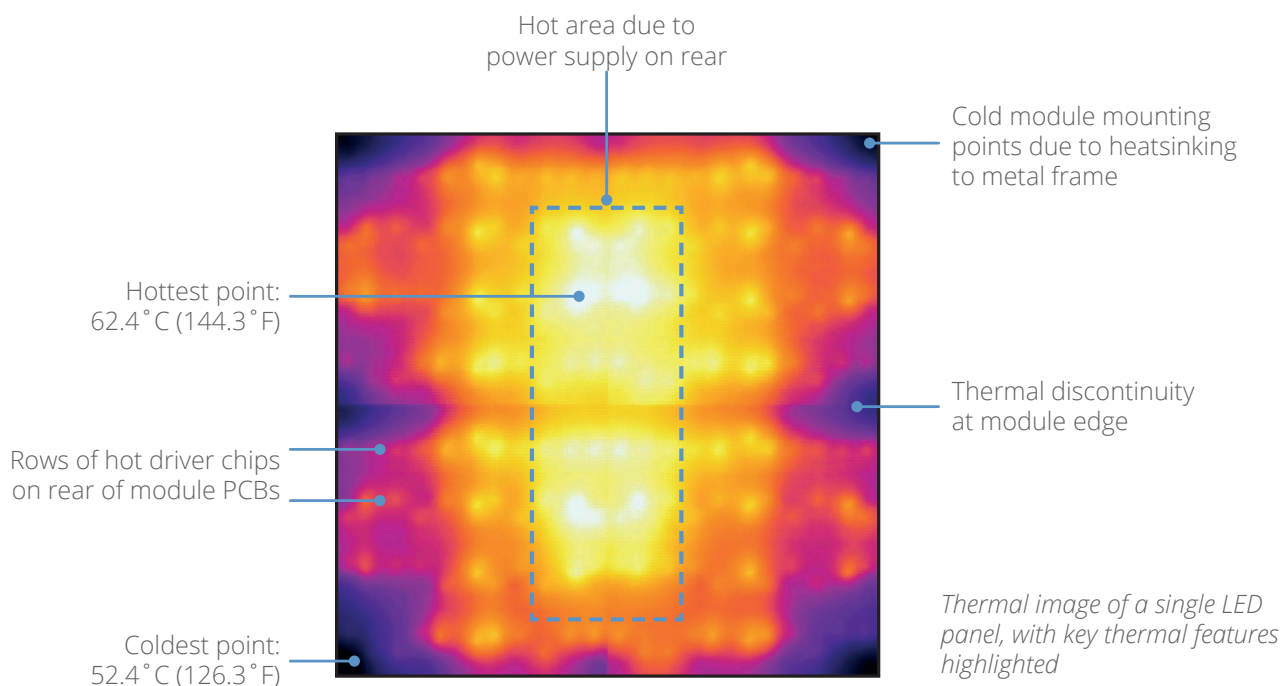 Hot area due to
power supply on rear
Cold module mounting
points due to heatsinking
to metal frame
Hottest point:
62.4˚C (144.3˚F)
Thermal discontinuity
at module edge
Rows of hot driver chips
on rear of module PCBs
Coldest point:
52.4˚C (126.3˚F)
Thermal image of a single LED
panel, with key thermal features
highlighted